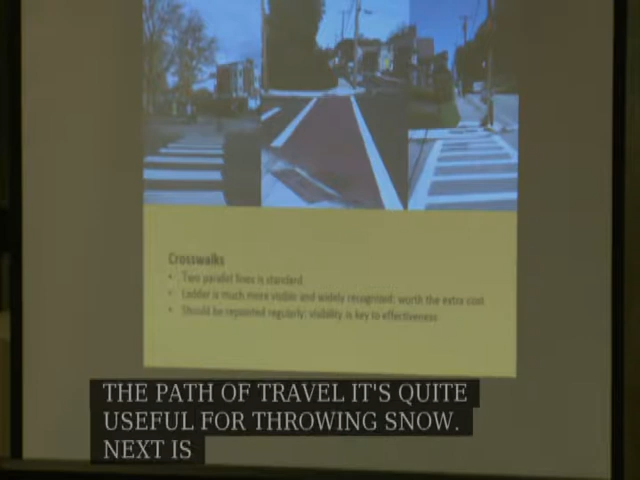 Crosswalks
• Two parallel lines is standard
• Ladder is much more visible and widely recognized; worth the extra cost
• Should be repainted regularly; visibility is key to effectiveness
THE PATH OF TRAVEL IT'S QUITE
USEFUL FOR THROWING SNOW.
NEXT IS